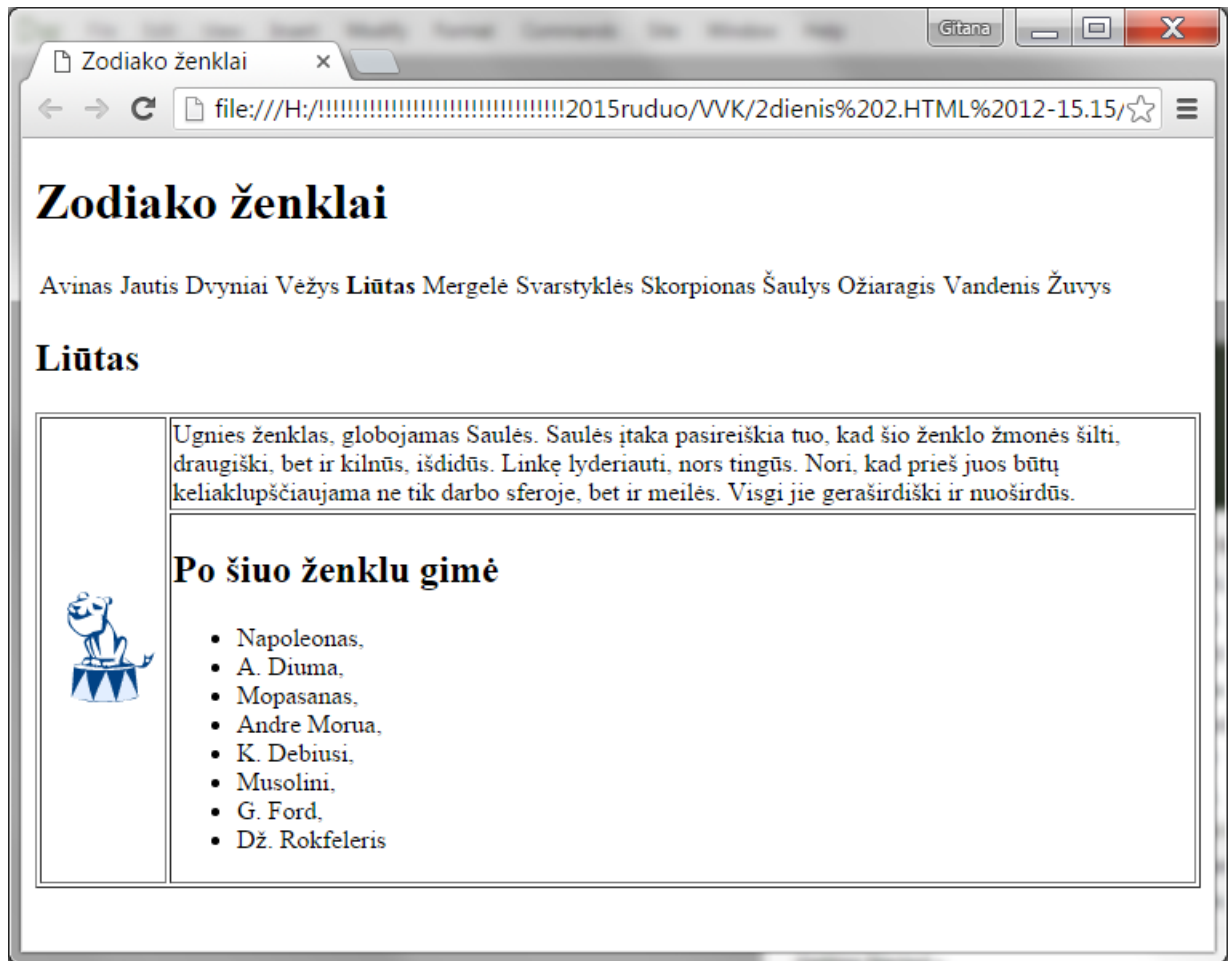 Gitana
Zodiako ženklai
file:///H:/!!!!!!!!!!!!!!!!!!!!!!!!!!!!!!!!!!2015ruduo/VVK/2dienis%202.HTML%2012-15.15/
Zodiako ženklai
Avinas Jautis Dvyniai Vėžys Liūtas Mergelė Svarstyklės Skorpionas Šaulys Ožiaragis Vandenis Žuvys
Liūtas
Ugnies ženklas, globojamas Saulės. Saulės įtaka pasireiškia tuo, kad šio ženklo žmonės šilti,
draugiški, bet ir kilnūs, išdidūs. Linkę lyderiauti, nors tingūs. Nori, kad prieš juos būtų
keliaklupščiaujama ne tik darbo sferoje, bet ir meilės. Visgi jie geraširdiški ir nuoširdūs.
Po šiuo ženklu gimė
• Napoleonas,
• A. Diuma,
• Mopasanas,
• Andre Morua,
• K. Debiusi,
• Musolini,
• G. Ford,
• Dž. Rokfeleris